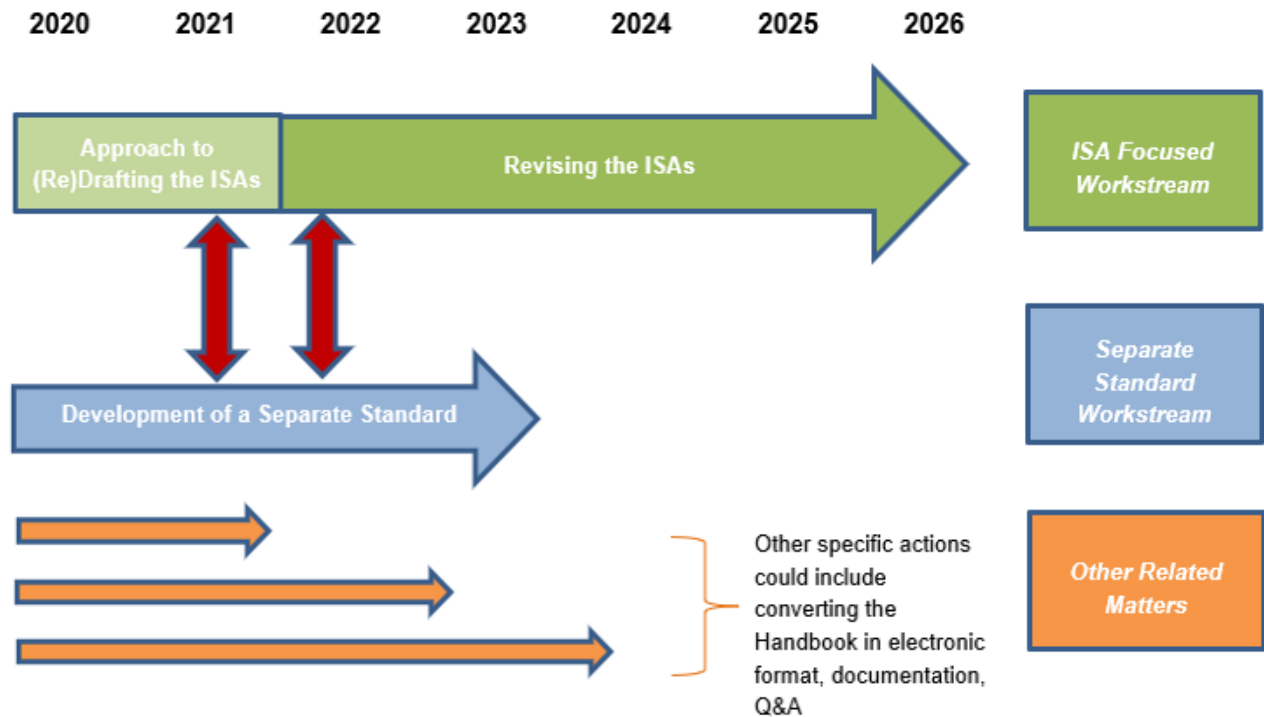 2020 2021 2022 2023 2024 2025 2026
Approach to
(Re)Drafting the ISAs
Revising the ISAs
ISA Focused
Workstream
Development of a Separate Standard
Separate
Standard
Workstream
Other specific actions
could include
converting the
Handbook in electronic
format, documentation,
Q&A
Other Related
Matters